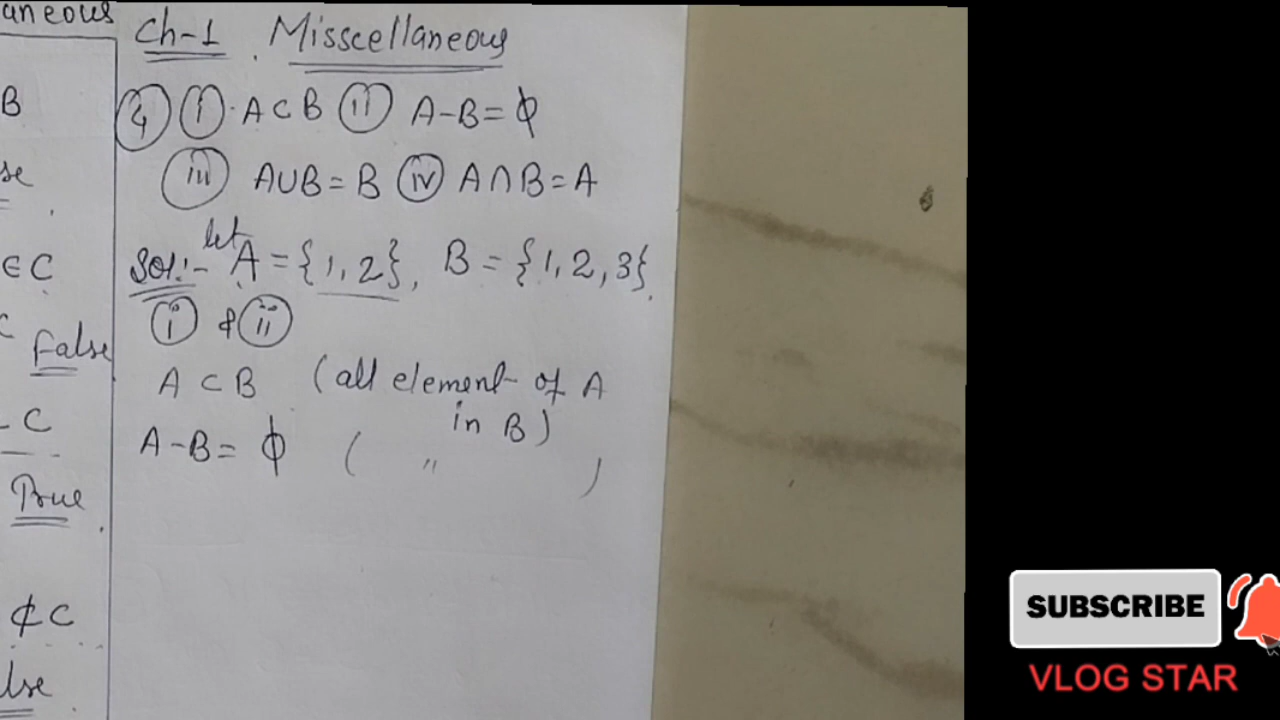 aneous
B
se
∈ C
C
False
C
True
⊄ C
lse
Ch-1. Misscellaneous
4 i . A ⊂ B ii A-B = ϕ
iii A∪B = B iv A∩B = A
Sol:- let A = {1, 2}, B = {1, 2, 3}.
i & ii
A ⊂ B (all element of A
in B)
A-B = ϕ ( " )
SUBSCRIBE
VLOG STAR